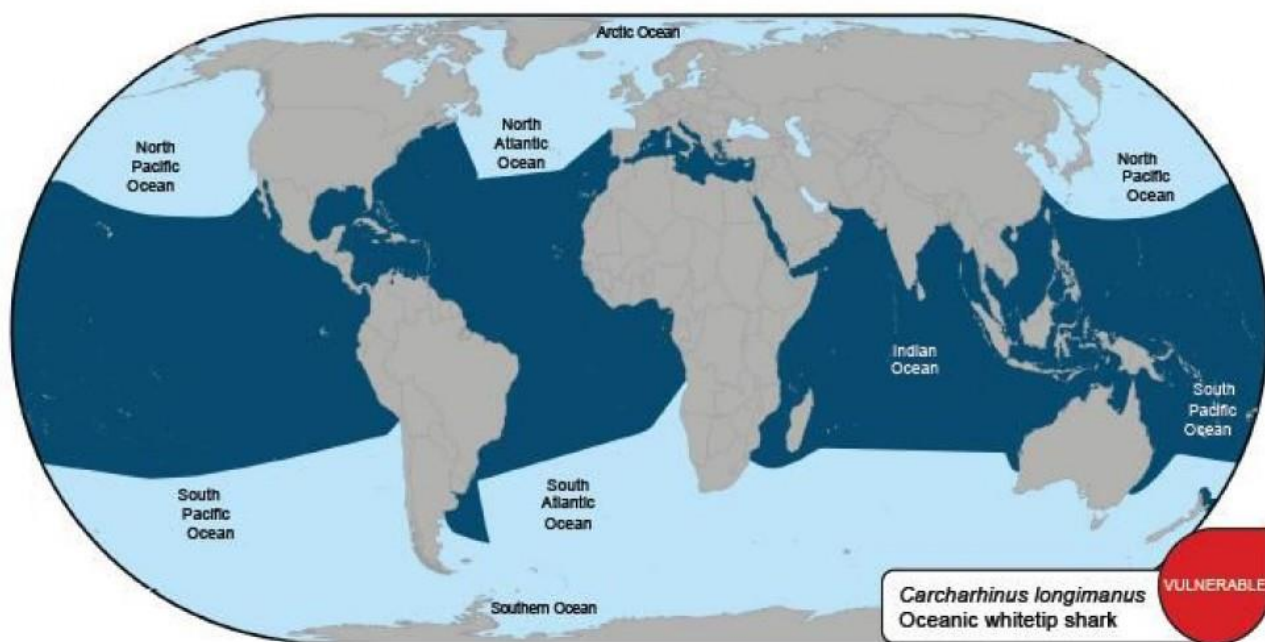 Arctic Ocean
North
Pacific
Ocean
North
Atlantic
Ocean
North
Pacific
Ocean
Indian
Ocean
South
Pacific
Ocean
South
Pacific
Ocean
South
Atlantic
Ocean
Southern Ocean
Carcharhinus longimanus
Oceanic whitetip shark
VULNERABLE